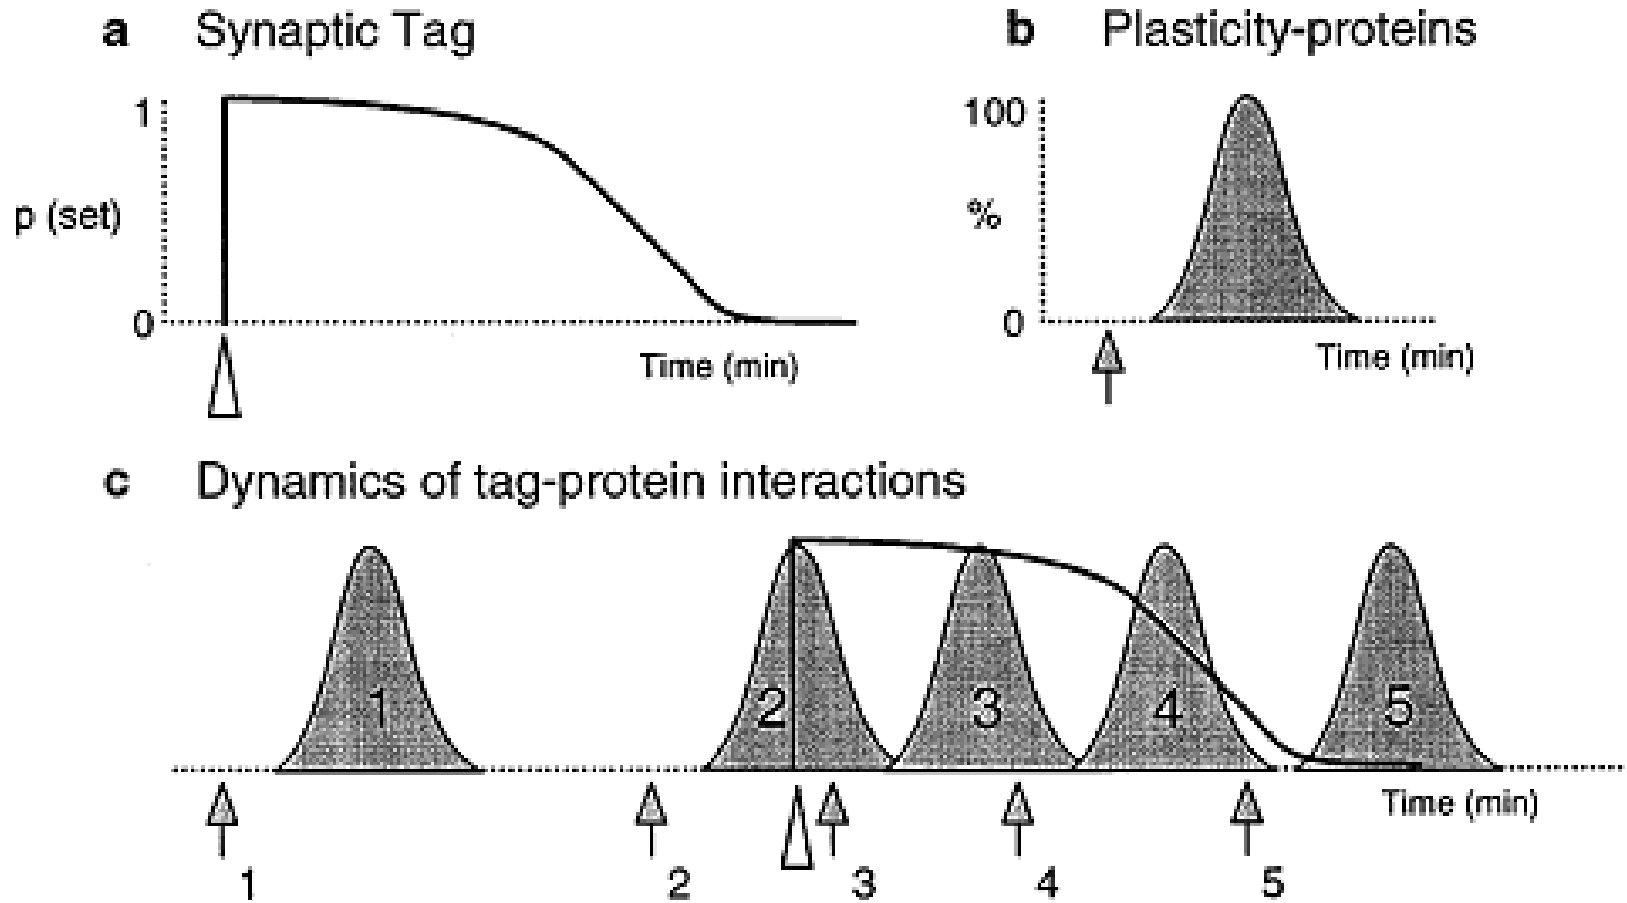 a Synaptic Tag
1
p (set)
0
Time (min)
b Plasticity-proteins
100
%
0
Time (min)
c Dynamics of tag-protein interactions
1 2 3 4 5
Time (min)
1 2 3 4 5